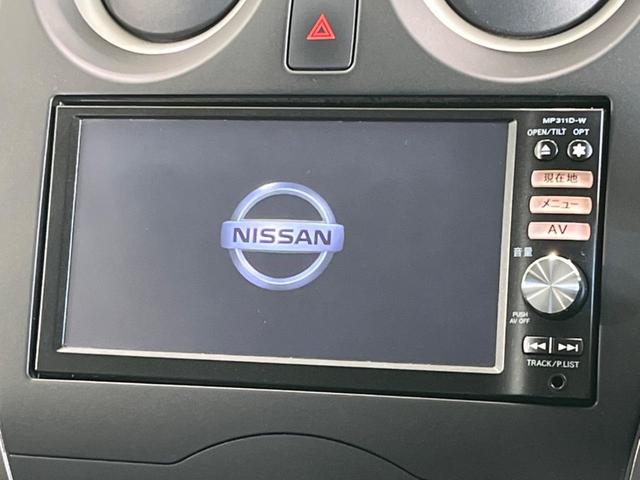 MP311D-W
OPEN/TILT OPT
現在地
メニュー
AV
音量
NISSAN
PUSH
AV OFF
TRACK/P.LIST